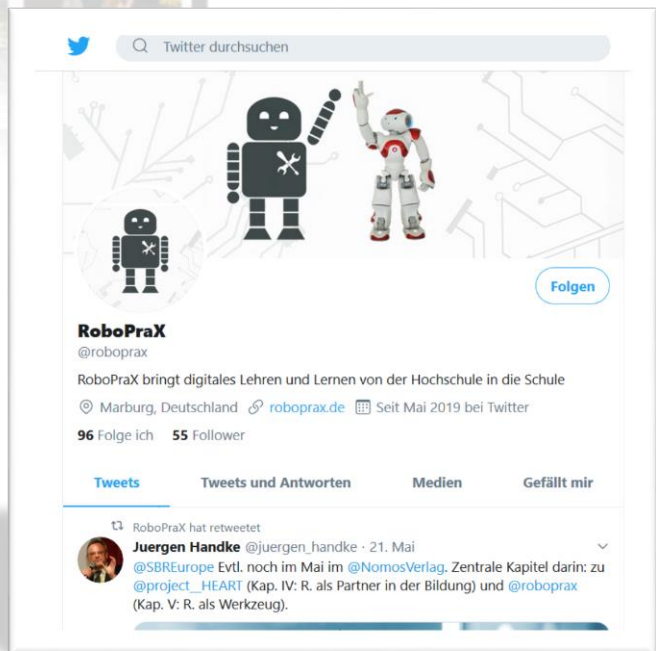 Twitter durchsuchen
Folgen
RoboPraX
@roboprax
RoboPraX bringt digitales Lehren und Lernen von der Hochschule in die Schule
Marburg, Deutschland roboprax.de Seit Mai 2019 bei Twitter
96 Folge ich 55 Follower
Tweets Tweets und Antworten Medien Gefällt mir
RoboPraX hat retweetet
Juergen Handke @juergen_handke · 21. Mai
@SBREurope Evtl. noch im Mai im @NomosVerlag. Zentrale Kapitel darin: zu
@project__HEART (Kap. IV: R. als Partner in der Bildung) und @roboprax
(Kap. V: R. als Werkzeug).